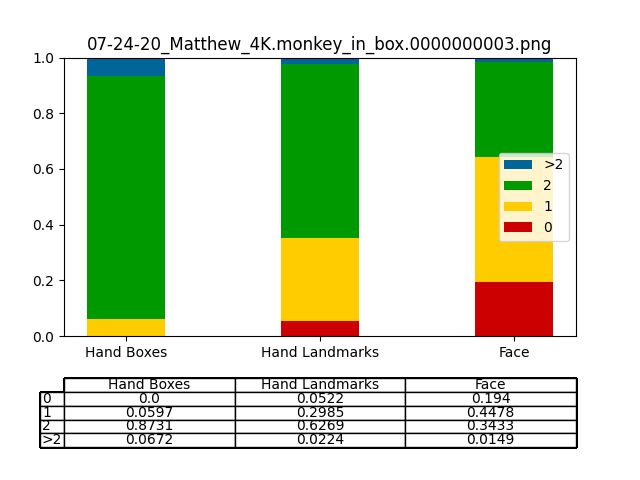 07-24-20_Matthew_4K.monkey_in_box.0000000003.png
1.0
0.8
0.6
0.4
0.2
0.0
>2
2
1
0
Hand Boxes Hand Landmarks Face
Hand Boxes Hand Landmarks Face
0 0.0 0.0522 0.194
1 0.0597 0.2985 0.4478
2 0.8731 0.6269 0.3433
>2 0.0672 0.0224 0.0149